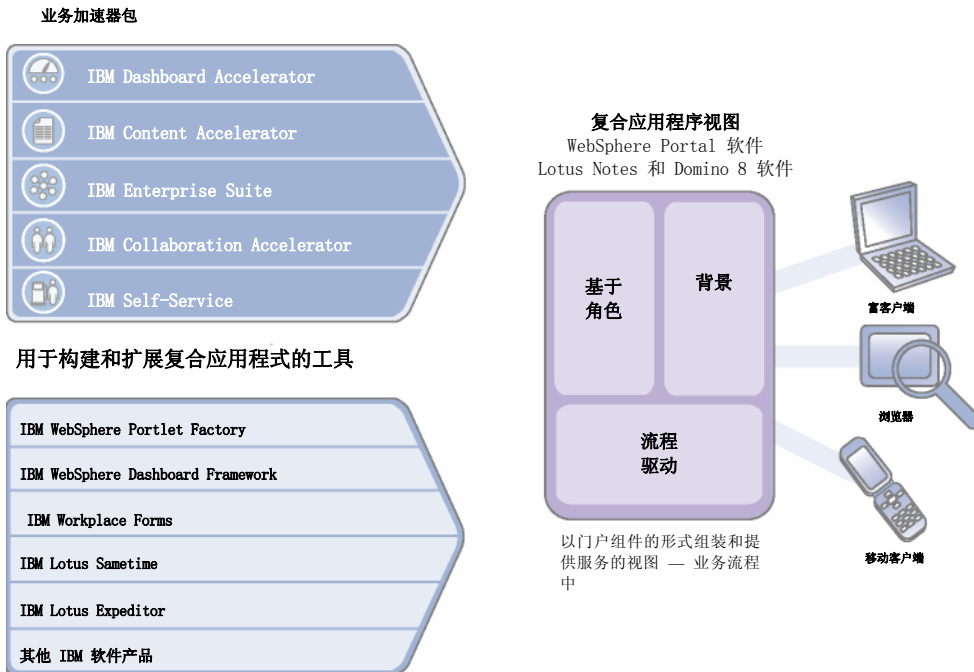 业务加速器包
IBM Dashboard Accelerator
IBM Content Accelerator
IBM Enterprise Suite
IBM Collaboration Accelerator
IBM Self-Service
用于构建和扩展复合应用程式的工具
IBM WebSphere Portlet Factory
IBM WebSphere Dashboard Framework
IBM Workplace Forms
IBM Lotus Sametime
IBM Lotus Expeditor
其他 IBM 软件产品
复合应用程序视图
WebSphere Portal 软件
Lotus Notes 和 Domino 8 软件
基于
角色
背景
流程
驱动
以门户组件的形式组装和提
供服务的视图 — 业务流程
中
富客户端
浏览器
移动客户端